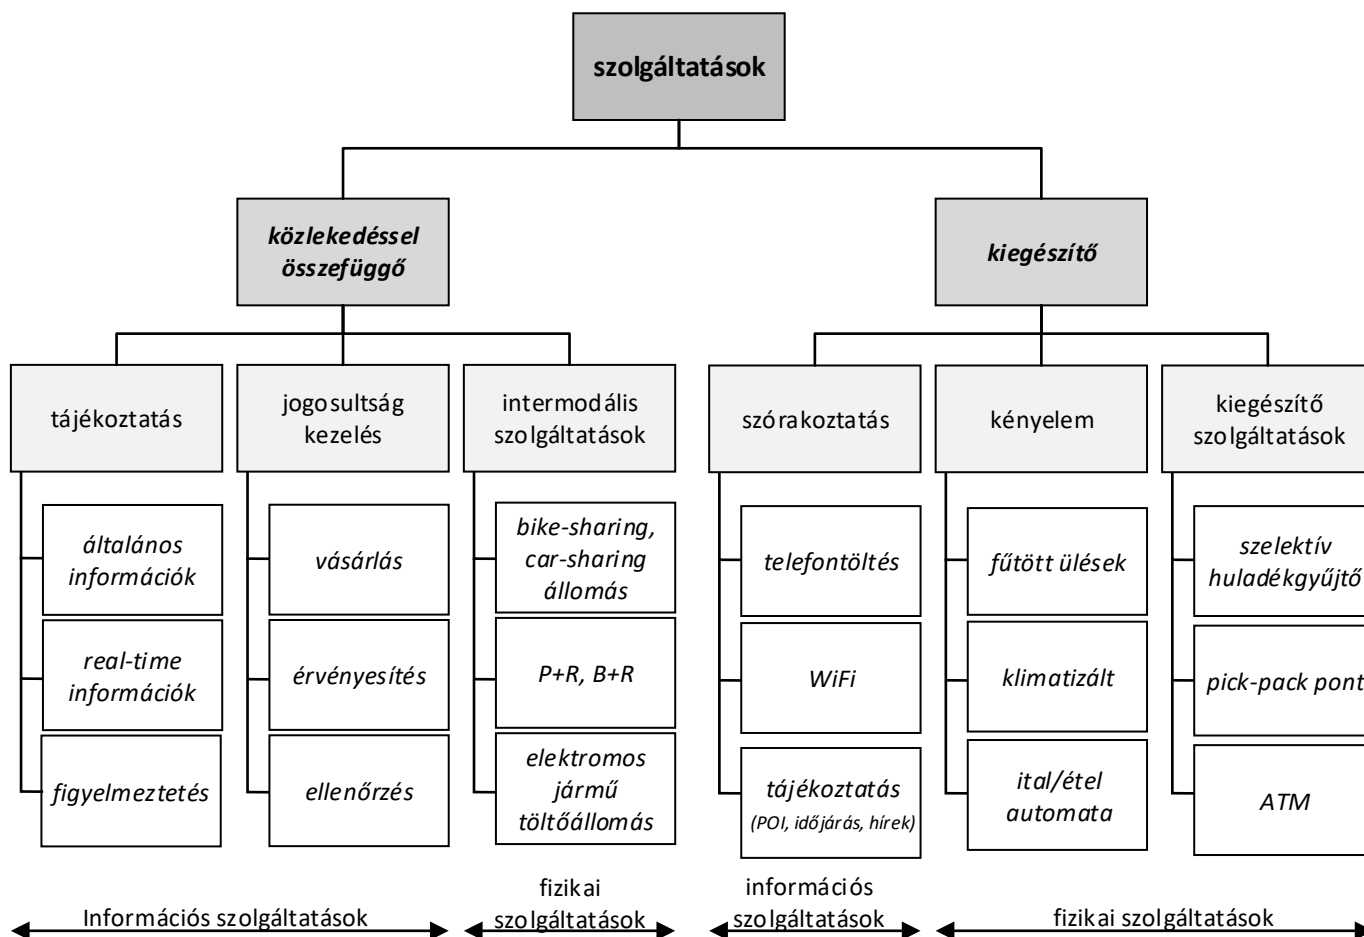 szolgáltatások
közlekedéssel
összefüggő
kiegészítő
tájékoztatás
jogosultság
kezelés
intermodális
szolgáltatások
szórakoztatás
kényelem
kiegészítő
szolgáltatások
általános
információk
vásárlás
bike-sharing,
car-sharing
állomás
telefontöltés
fűtött ülések
szelektív
huladékgyűjtő
real-time
információk
érvényesítés
P+R, B+R
WiFi
klimatizált
pick-pack pont
figyelmeztetés
ellenőrzés
elektromos
jármű
töltőállomás
tájékoztatás
(POI, időjárás, hírek)
ital/étel
automata
ATM
Információs szolgáltatások
fizikai
szolgáltatások
információs
szolgáltatások
fizikai szolgáltatások